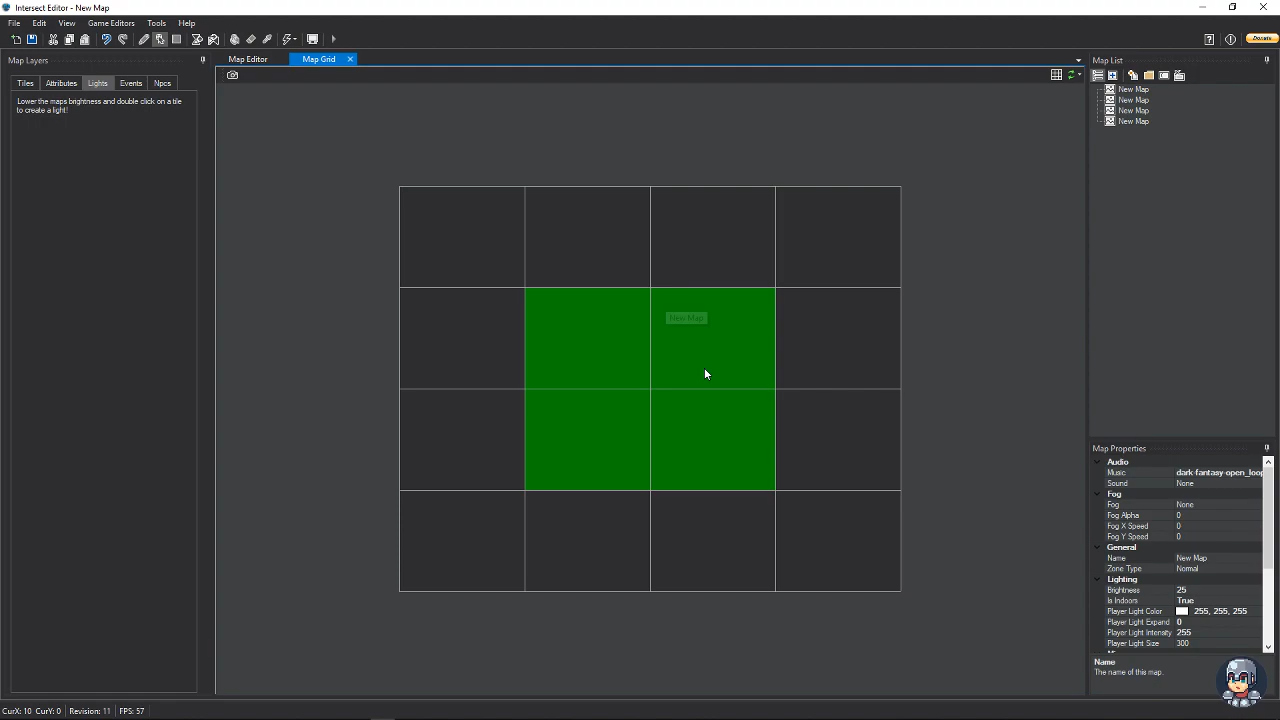 Intersect Editor - New Map
File Edit View Game Editors Tools Help
Donate
Map Layers
Tiles Attributes Lights Events Npcs
Lower the maps brightness and double click on a tile
to create a light!
Map Editor Map Grid
New Map
Map List
New Map
New Map
New Map
New Map
Map Properties
Audio
Music dark-fantasy-open_loop
Sound None
Fog
Fog None
Fog Alpha 0
Fog X Speed 0
Fog Y Speed 0
General
Name New Map
Zone Type Normal
Lighting
Brightness 25
Is Indoors True
Player Light Color 255, 255, 255
Player Light Expand 0
Player Light Intensity 255
Player Light Size 300
Name
The name of this map.
CurX: 10 CurY: 0 Revision: 11 FPS: 57